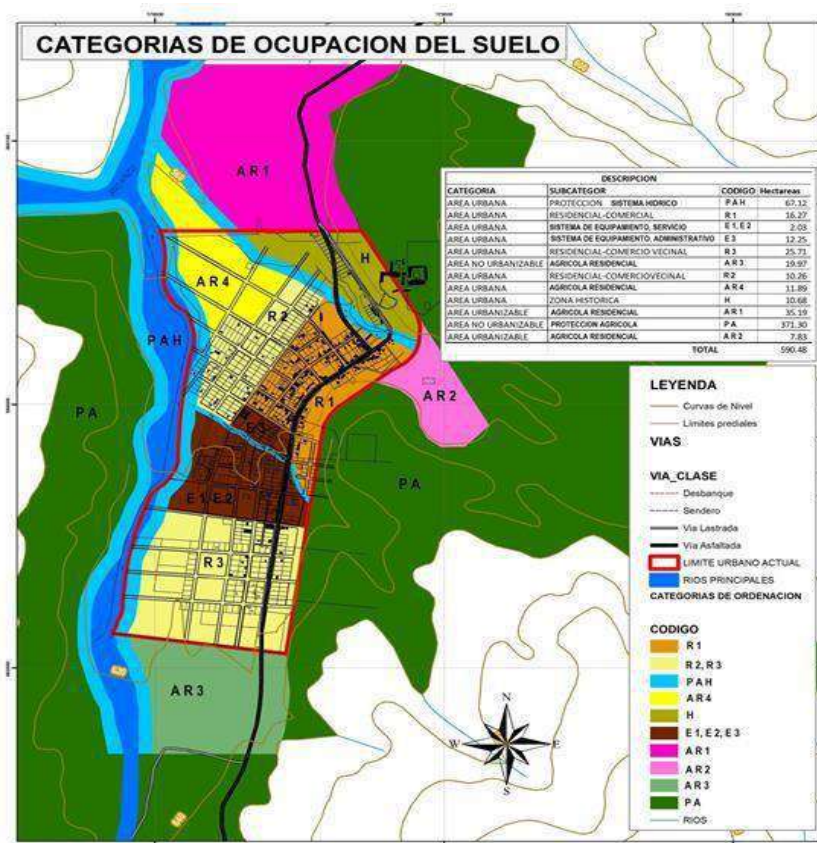 CATEGORIAS DE OCUPACION DEL SUELO
DESCRIPCION
CATEGORIA SUBCATEGOR CODIGO Hectareas
AREA URBANA PROTECCION SISTEMA HIDRICO P A H 67.12
AREA URBANA RESIDENCIAL-COMERCIAL R 1 16.27
AREA URBANA SISTEMA DE EQUIPAMIENTO, SERVICIO E 1, E 2 2.03
AREA URBANA SISTEMA DE EQUIPAMIENTO, ADMINISTRATIVO E 3 12.25
AREA URBANA RESIDENCIAL-COMERCIO VECINAL R 3 25.71
AREA NO URBANIZABLE AGRICOLA RESIDENCIAL A R 3 19.97
AREA URBANA RESIDENCIAL-COMERCIOVECINAL R 2 10.26
AREA URBANA AGRICOLA RESIDENCIAL A R 4 11.89
AREA URBANA ZONA HISTORICA H 10.68
AREA URBANIZABLE AGRICOLA RESIDENCIAL A R 1 35.19
AREA NO URBANIZABLE PROTECCION AGRICOLA P A 371.30
AREA URBANIZABLE AGRICOLA RESIDENCIAL A R 2 7.83
TOTAL 590.48
A R 1
H
A R 4
R 2
P A H
R 1
A R 2
P A
P A
E 1, E 2
R 3
A R 3
LEYENDA
Curvas de Nivel
Limites prediales
VIAS
VIA_CLASE
Desbanque
Sendero
Via Lastrada
Via Asfaltada
LIMITE URBANO ACTUAL
RIOS PRINCIPALES
CATEGORIAS DE ORDENACION
CODIGO
R 1
R 2, R 3
P A H
A R 4
H
E 1, E 2, E 3
A R 1
A R 2
A R 3
P A
RIOS
N
W E
S